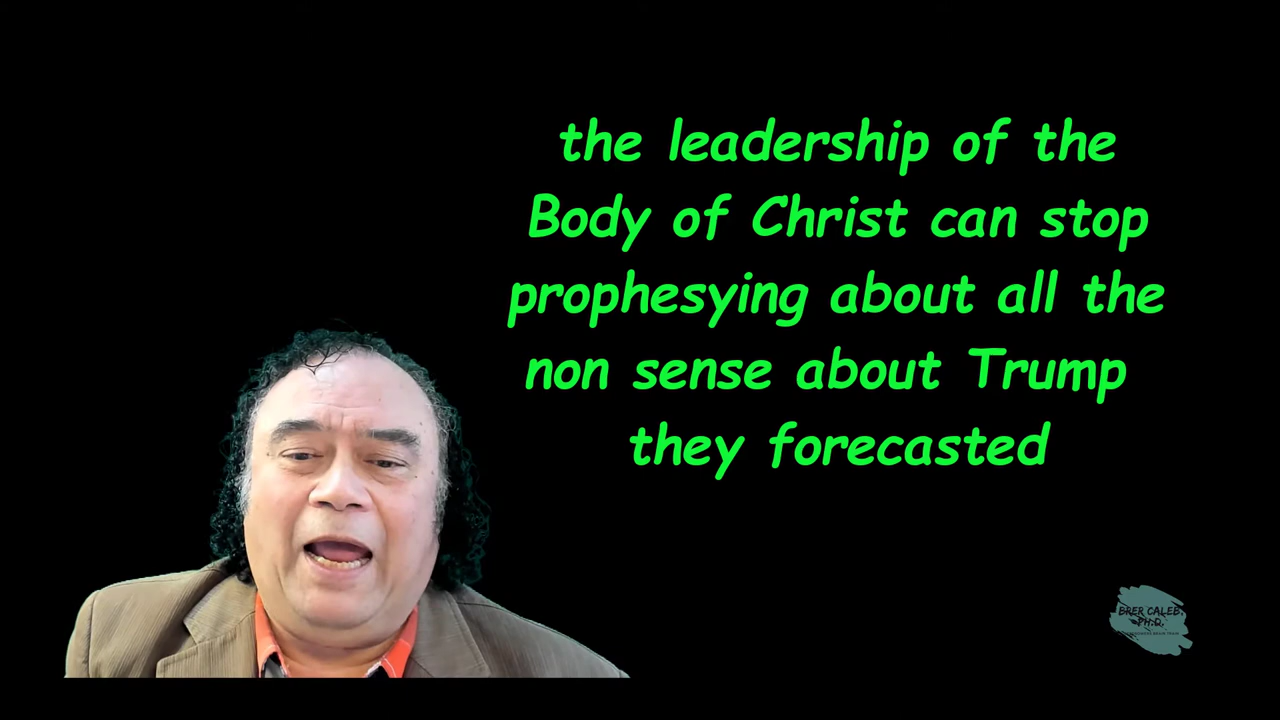 the leadership of the
Body of Christ can stop
prophesying about all the
non sense about Trump
they forecasted
BRER CALEB,
PH.D.